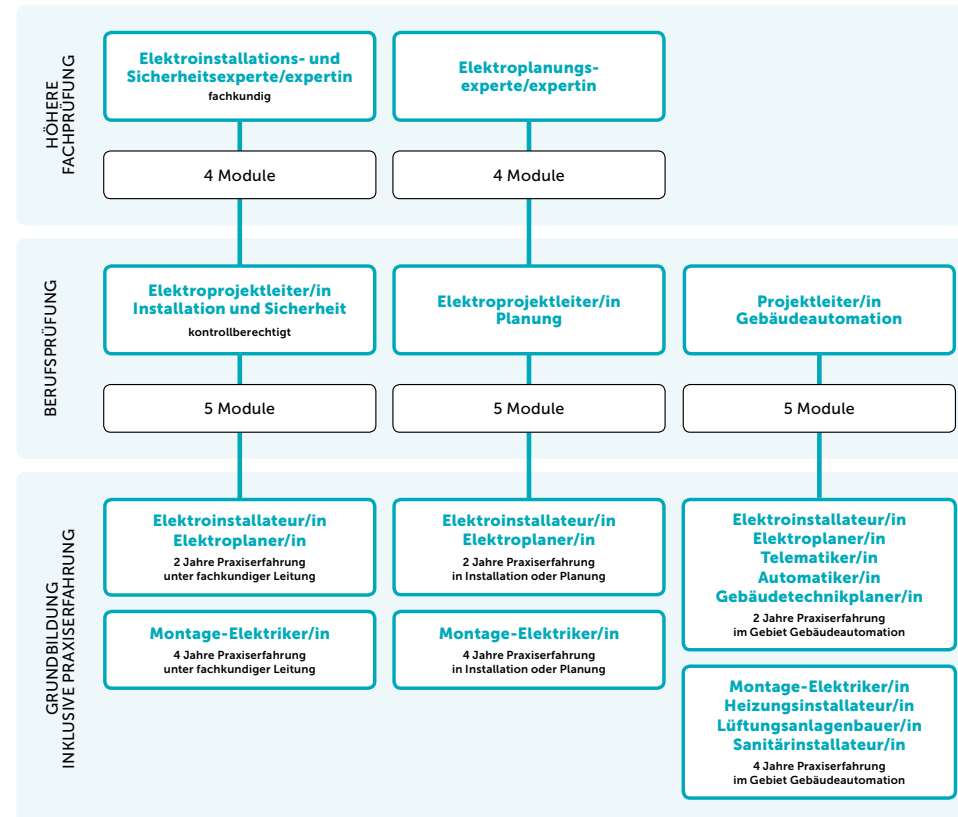 HÖHERE
FACHPRÜFUNG
Elektroinstallations- und
Sicherheitsexperte/expertin
fachkundig
4 Module
Elektroplanungs-
experte/expertin
4 Module
BERUFSPRÜFUNG
Elektroprojektleiter/in
Installation und Sicherheit
kontrollberechtigt
5 Module
Elektroprojektleiter/in
Planung
5 Module
Projektleiter/in
Gebäudeautomation
5 Module
GRUNDBILDUNG
INKLUSIVE PRAXISERFAHRUNG
Elektroinstallateur/in
Elektroplaner/in
2 Jahre Praxiserfahrung
unter fachkundiger Leitung
Montage-Elektriker/in
4 Jahre Praxiserfahrung
unter fachkundiger Leitung
Elektroinstallateur/in
Elektroplaner/in
2 Jahre Praxiserfahrung
in Installation oder Planung
Montage-Elektriker/in
4 Jahre Praxiserfahrung
in Installation oder Planung
Elektroinstallateur/in
Elektroplaner/in
Telematiker/in
Automatiker/in
Gebäudetechnikplaner/in
2 Jahre Praxiserfahrung
im Gebiet Gebäudeautomation
Montage-Elektriker/in
Heizungsinstallateur/in
Lüftungsanlagenbauer/in
Sanitärinstallateur/in
4 Jahre Praxiserfahrung
im Gebiet Gebäudeautomation